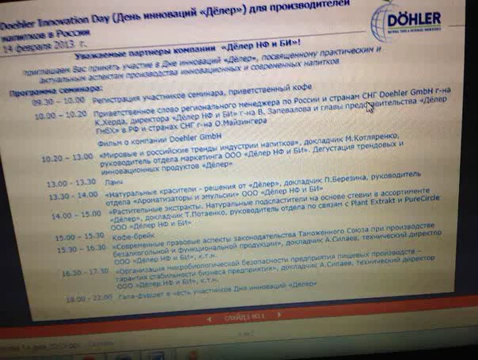 Doehler Innovation Day (День инноваций «Дёлер») для производителей
напитков в России
14 февраля 2013 г.
DÖHLER
Уважаемые партнеры компании «Дёлер НФ и БИ»!
приглашаем Вас принять участие в Дне инноваций «Дёлер», посвященному практическим и
актуальным аспектам производства инновационных и современных напитков.
Программа семинара:
09.30 – 10.00 Регистрация участников семинара, приветственный кофе
10.00 – 10.20 Приветственное слово регионального менеджера по России и странам СНГ Doehler GmbH г-на
К.Херда, директора «Дёлер НФ и БИ» г-на В. Запевалова и главы представительства «Дёлер
ГмбХ» в РФ и странах СНГ г-на О.Майзингера
Фильм о компании Doehler GmbH
10.20 – 13.00 «Мировые и российские тренды индустрии напитков», докладчик М.Котляренко,
руководитель отдела маркетинга ООО «Дёлер НФ и БИ». Дегустация трендовых и
инновационных продуктов «Дёлер»
13.00 – 13.30 Ланч
13.30 – 14.00 «Натуральные красители - решения от «Дёлер», докладчик П.Березина, руководитель
отдела «Ароматизаторы и эмульсии» ООО «Дёлер НФ и БИ»
14.00 – 15.00 «Растительные экстракты. Натуральные подсластители на основе стевии в ассортименте
«Дёлер», докладчик Т.Потаенко, руководитель отдела по связям с Plant Extrakt и PureCircle
ООО «Дёлер НФ и БИ»
15.00 – 15.30 Кофе-брейк
15.30 – 16.30 «Современные правовые аспекты законодательства Таможенного Союза при производстве
безалкогольной и функциональной продукции», докладчик А.Силаев, технический директор
ООО «Дёлер НФ и БИ», к.т.н.
16.30 – 17.30 «Организация микробиологической безопасности предприятия пищевых производств –
гарантия стабильности бизнеса предприятия», докладчик А.Силаев, технический директор
ООО «Дёлер НФ и БИ», к.т.н.
18.00 – 22.00 Гала-фуршет в честь участников Дня инноваций «Дёлер»
СЛАЙД 1 ИЗ 1